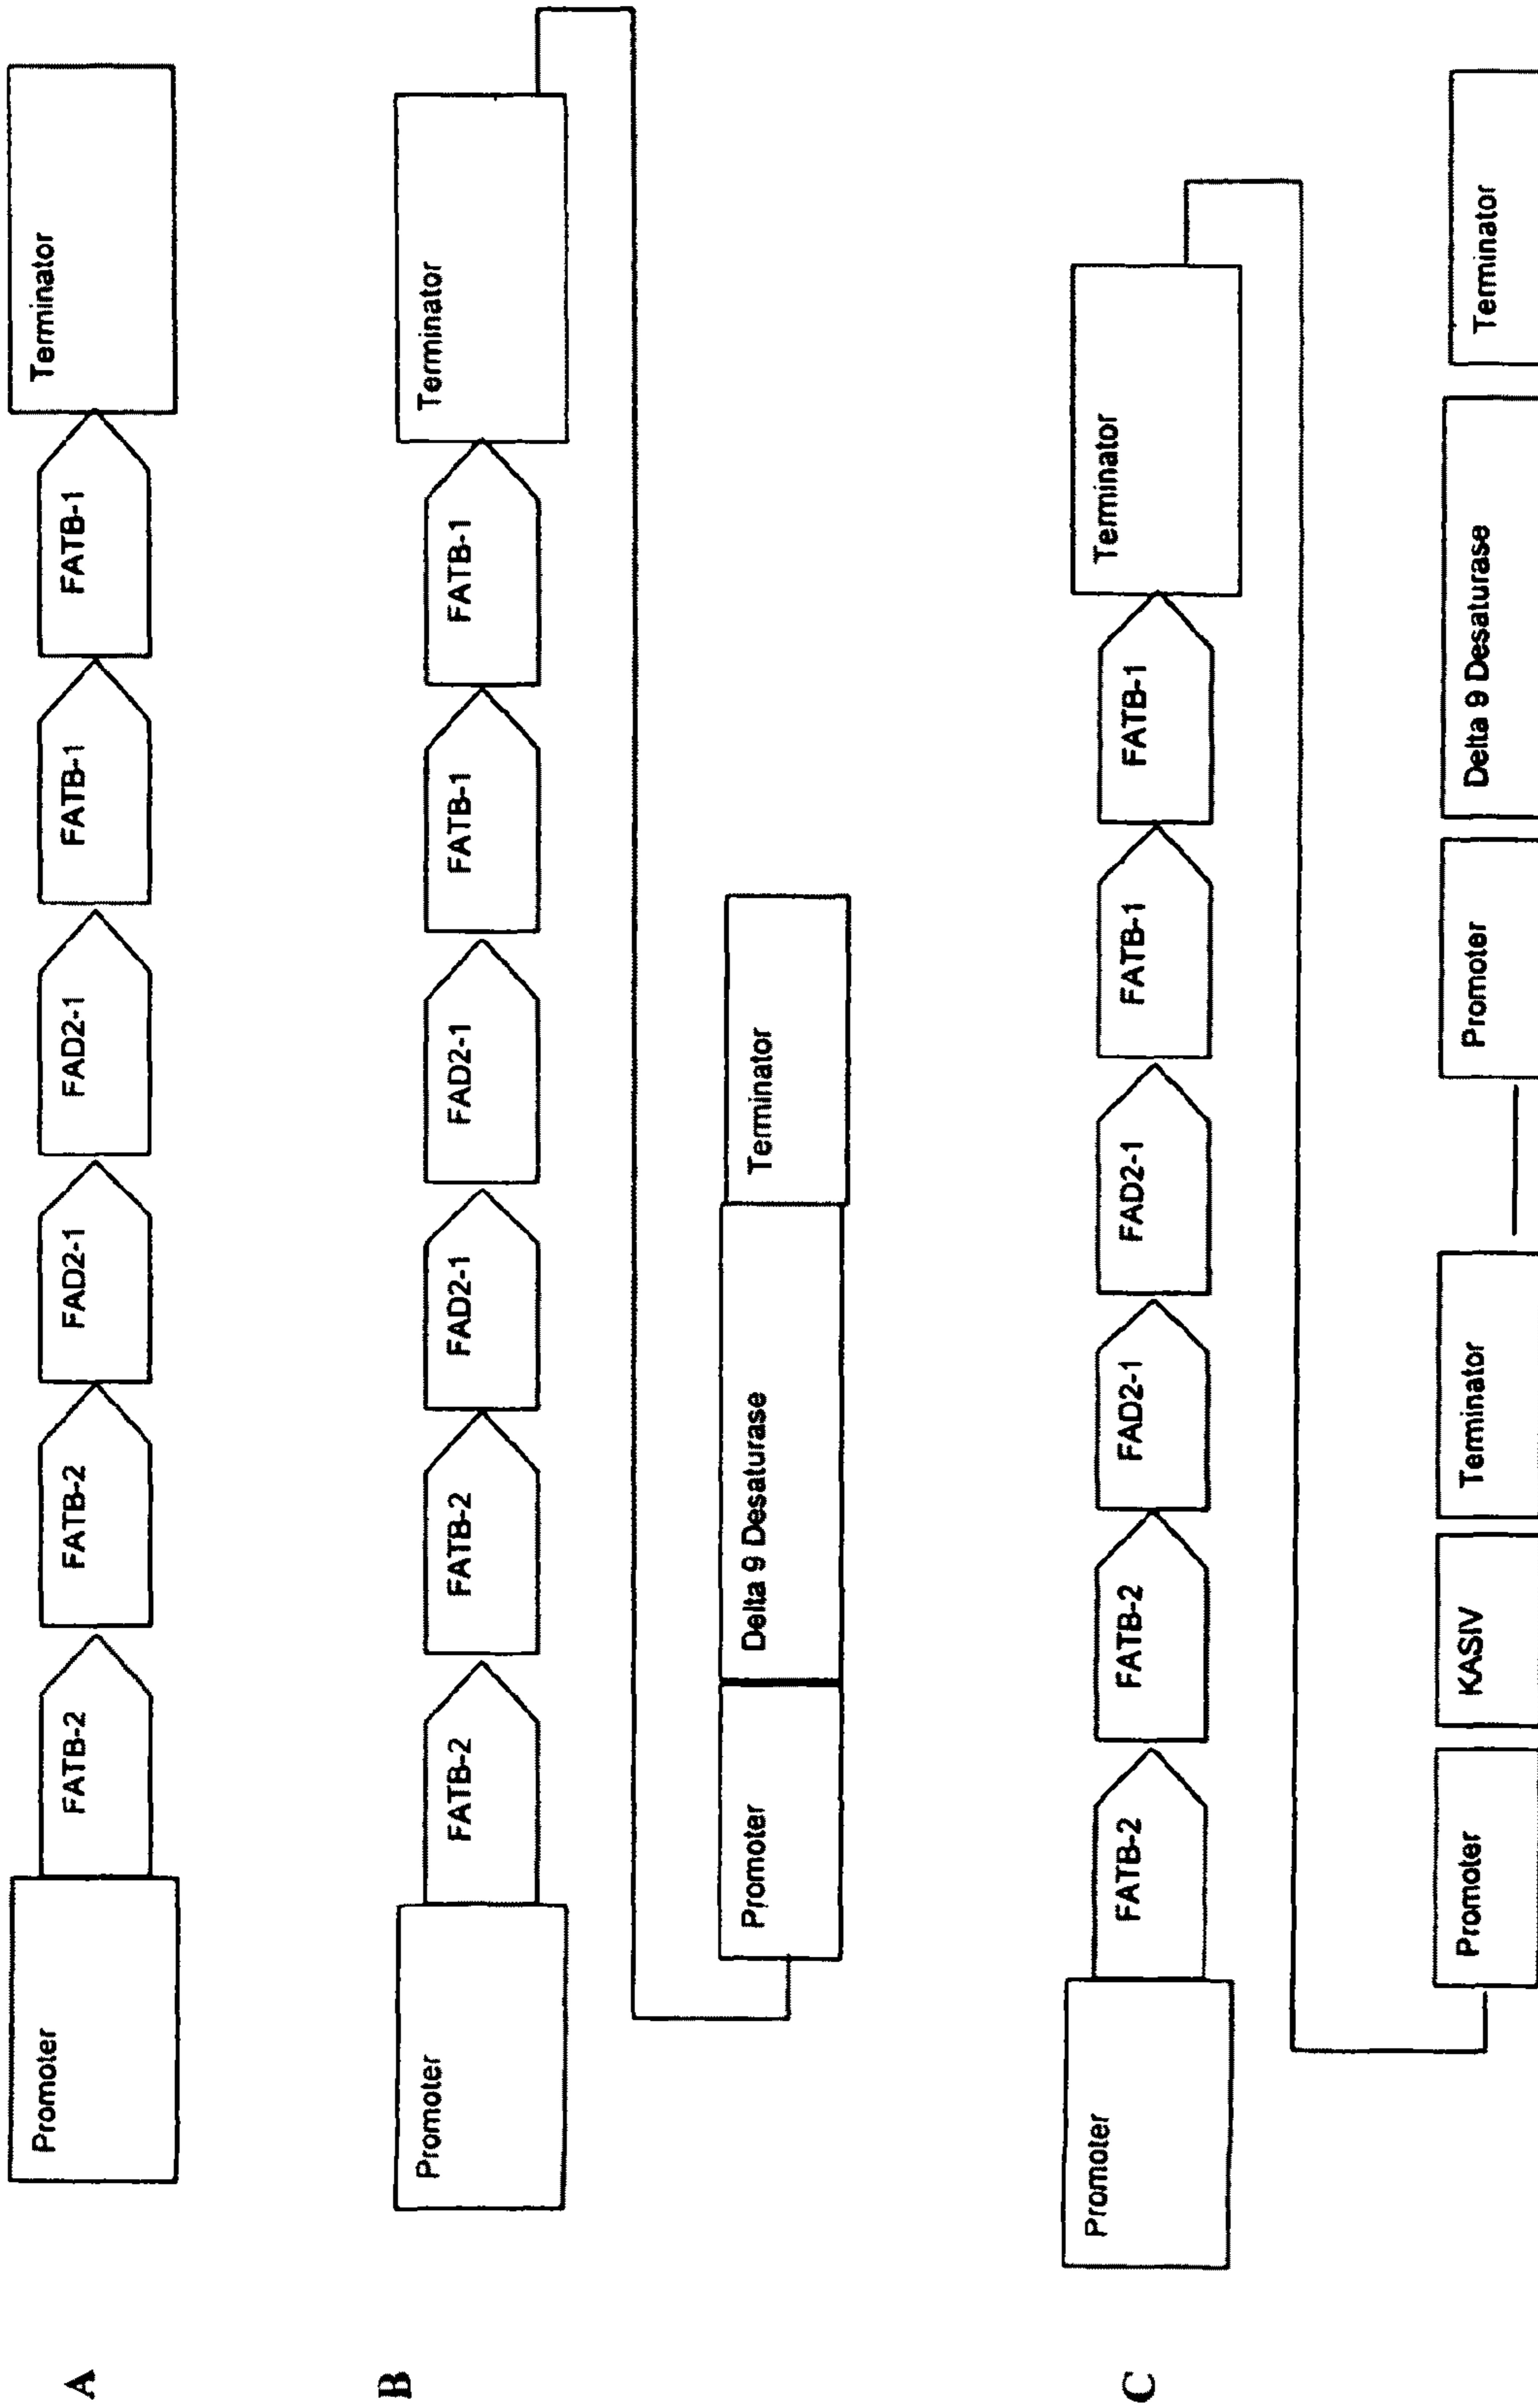 A
Promoter
FATB-2
FATB-2
FAD2-1
FAD2-1
FATB-1
FATB-1
Terminator
B
Promoter
FATB-2
FATB-2
FAD2-1
FAD2-1
FATB-1
FATB-1
Terminator
Promoter
Delta 9 Desaturase
Terminator
C
Promoter
FATB-2
FATB-2
FAD2-1
FAD2-1
FATB-1
FATB-1
Terminator
Promoter
KASIV
Terminator
Promoter
Delta 9 Desaturase
Terminator